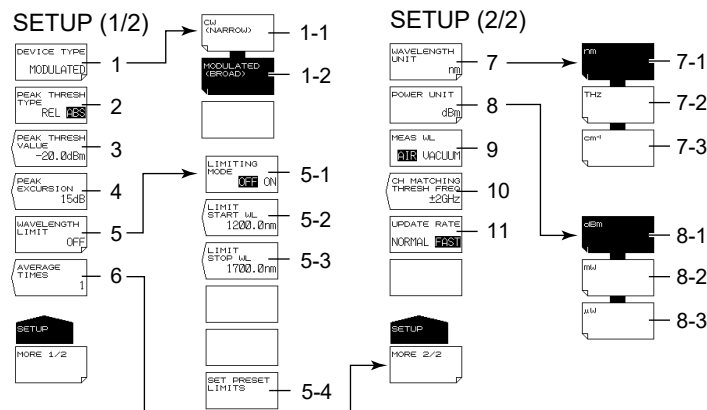 SETUP (1/2)
DEVICE TYPE
MODULATED
1
PEAK THRESH
TYPE
REL ABS
2
PEAK THRESH
VALUE
-20.0dBm
3
PEAK
EXCURSION
15dB
4
WAVELENGTH
LIMIT
OFF
5
AVERAGE
TIMES
1
6
SETUP
MORE 1/2
CW
(NARROW)
1-1
MODULATED
(BROAD)
1-2
LIMITING
MODE
OFF ON
5-1
LIMIT
START WL
1200.0nm
5-2
LIMIT
STOP WL
1700.0nm
5-3
SET PRESET
LIMITS
5-4
SETUP (2/2)
WAVELENGTH
UNIT
nm
7
POWER UNIT
dBm
8
MEAS WL
AIR VACUUM
9
CH MATCHING
THRESH FREQ
±2GHz
10
UPDATE RATE
NORMAL FAST
11
SETUP
MORE 2/2
nm
7-1
THz
7-2
cm⁻¹
7-3
dBm
8-1
mW
8-2
μW
8-3